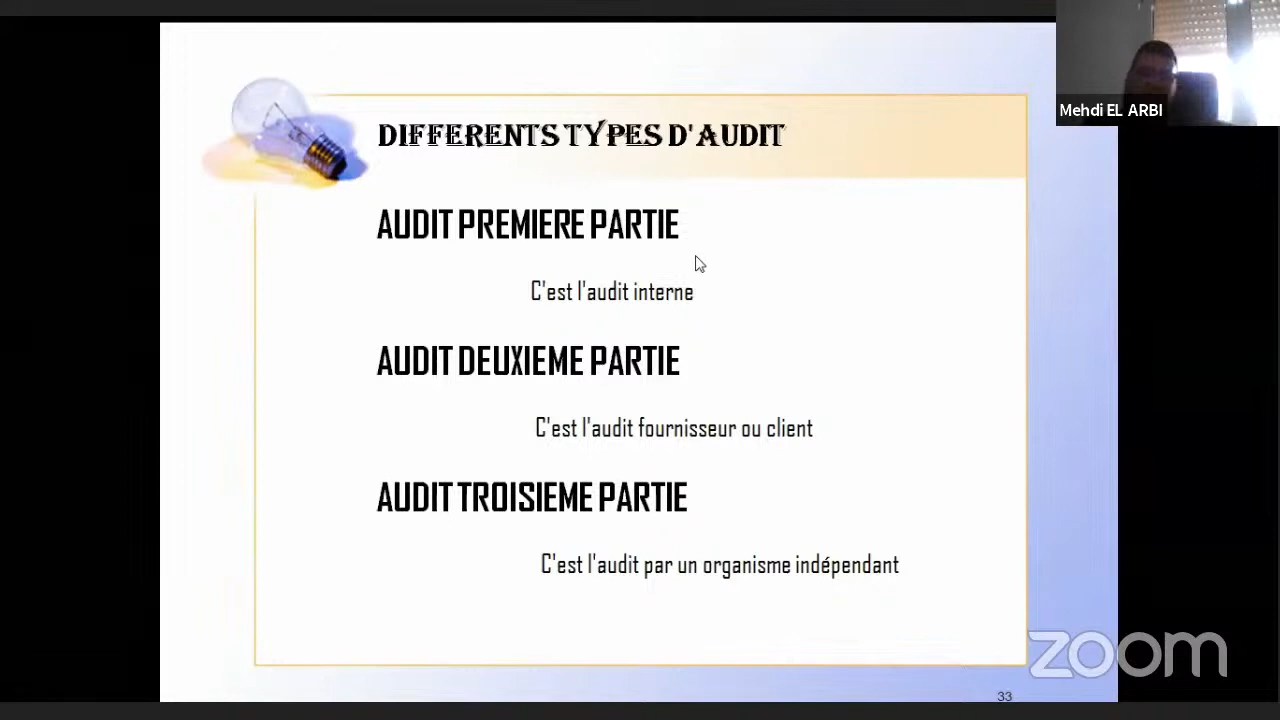 DIFFERENTS TYPES D'AUDIT
AUDIT PREMIERE PARTIE
C'est l'audit interne
AUDIT DEUXIEME PARTIE
C'est l'audit fournisseur ou client
AUDIT TROISIEME PARTIE
C'est l'audit par un organisme indépendant
33
Mehdi EL ARBI
zoom